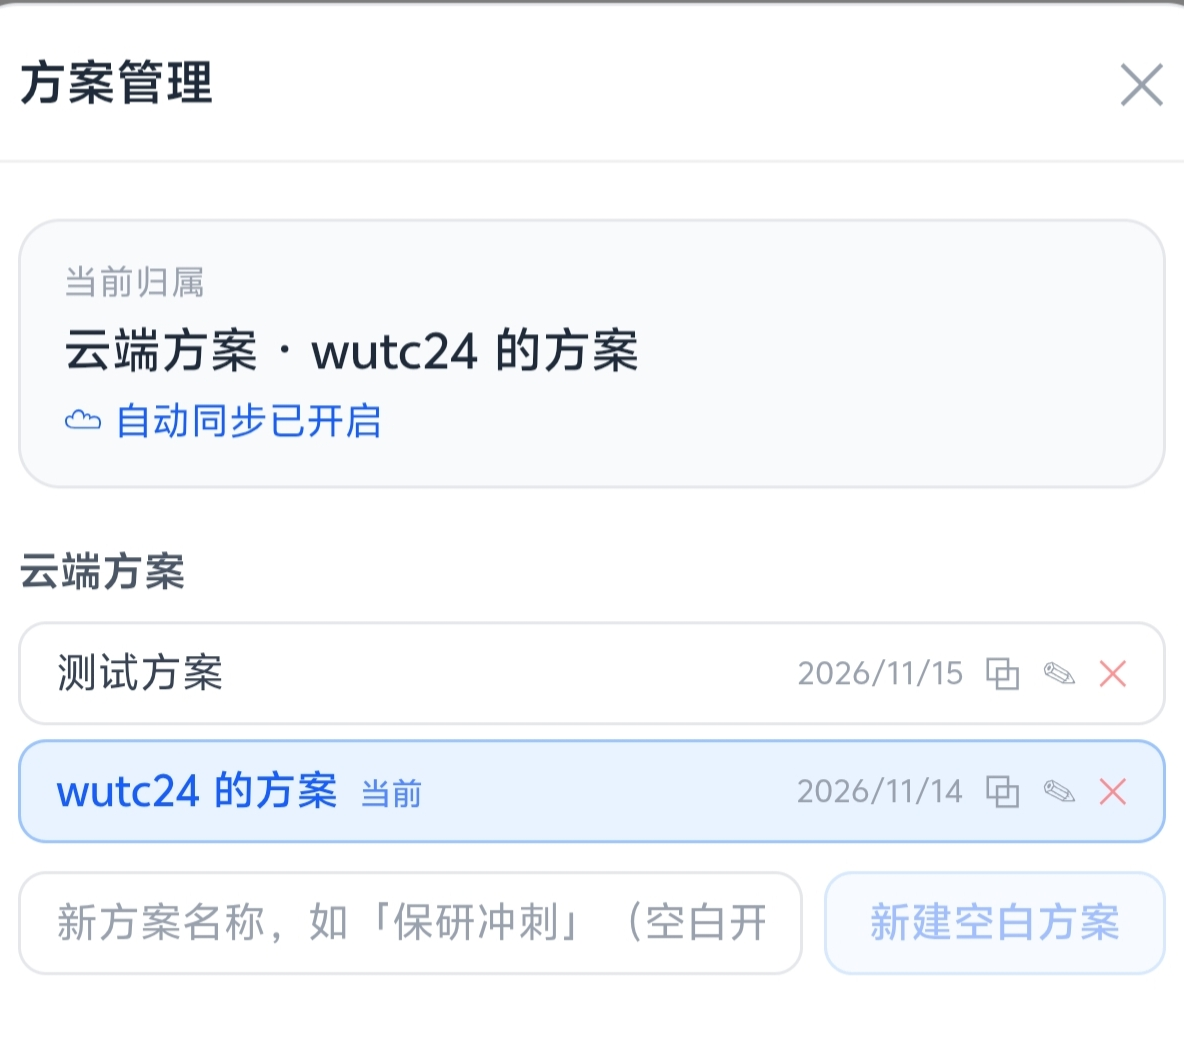 方案管理
当前归属
云端方案 · wutc24 的方案
自动同步已开启
云端方案
测试方案 2026/11/15
wutc24 的方案 当前 2026/11/14
新方案名称，如「保研冲刺」（空白开 新建空白方案